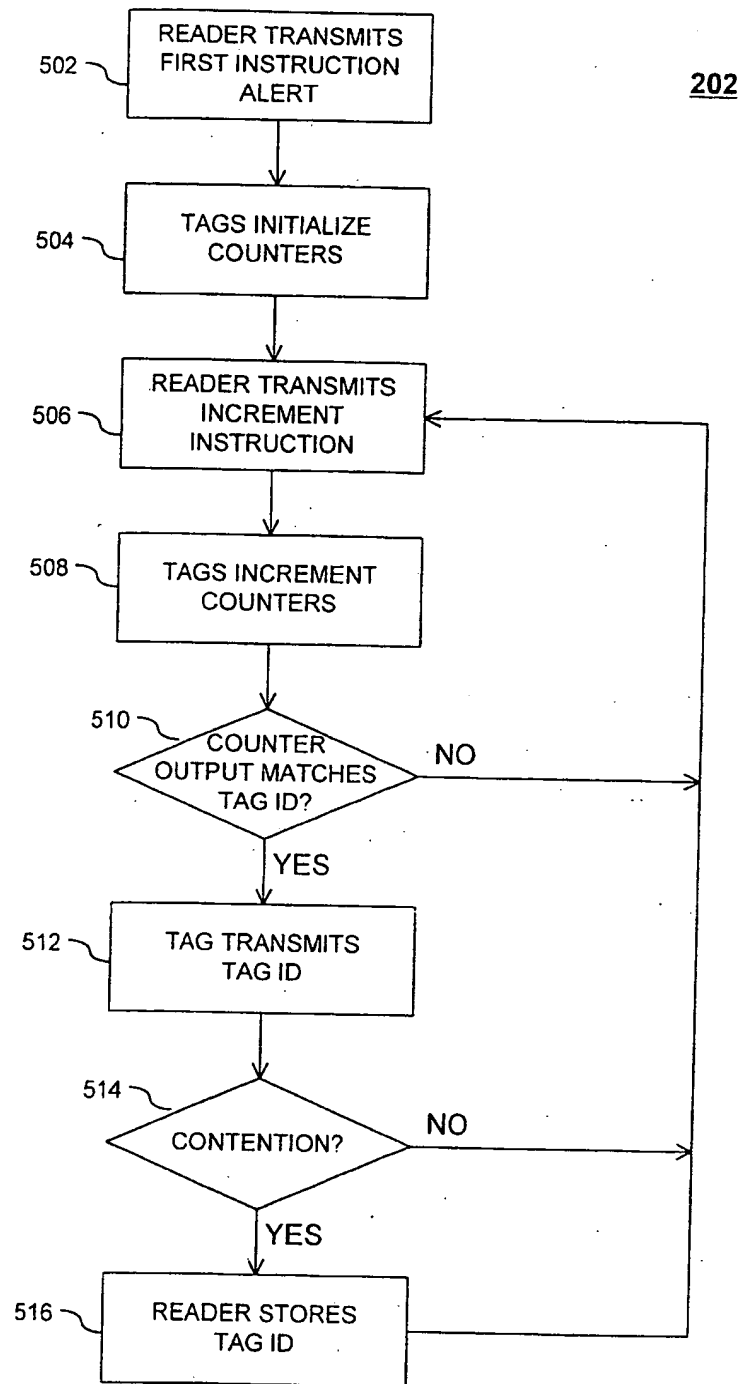 502
READER TRANSMITS
FIRST INSTRUCTION
ALERT
202
504
TAGS INITIALIZE
COUNTERS
506
READER TRANSMITS
INCREMENT
INSTRUCTION
508
TAGS INCREMENT
COUNTERS
510
COUNTER
OUTPUT MATCHES
TAG ID?
NO
YES
512
TAG TRANSMITS
TAG ID
514
CONTENTION?
NO
YES
516
READER STORES
TAG ID